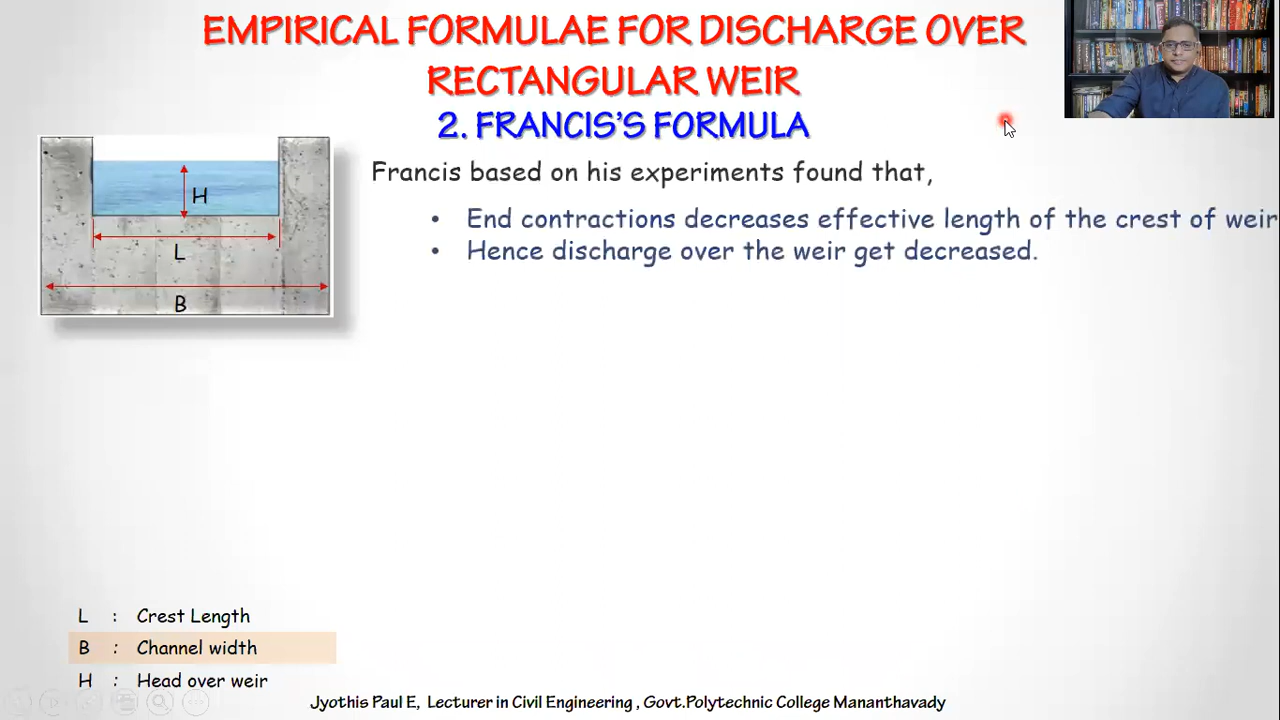 EMPIRICAL FORMULAE FOR DISCHARGE OVER
RECTANGULAR WEIR
2. FRANCIS'S FORMULA
Francis based on his experiments found that,
• End contractions decreases effective length of the crest of weir
• Hence discharge over the weir get decreased.
H
L
B
L : Crest Length
B : Channel width
H : Head over weir
Jyothis Paul E, Lecturer in Civil Engineering , Govt.Polytechnic College Mananthavady